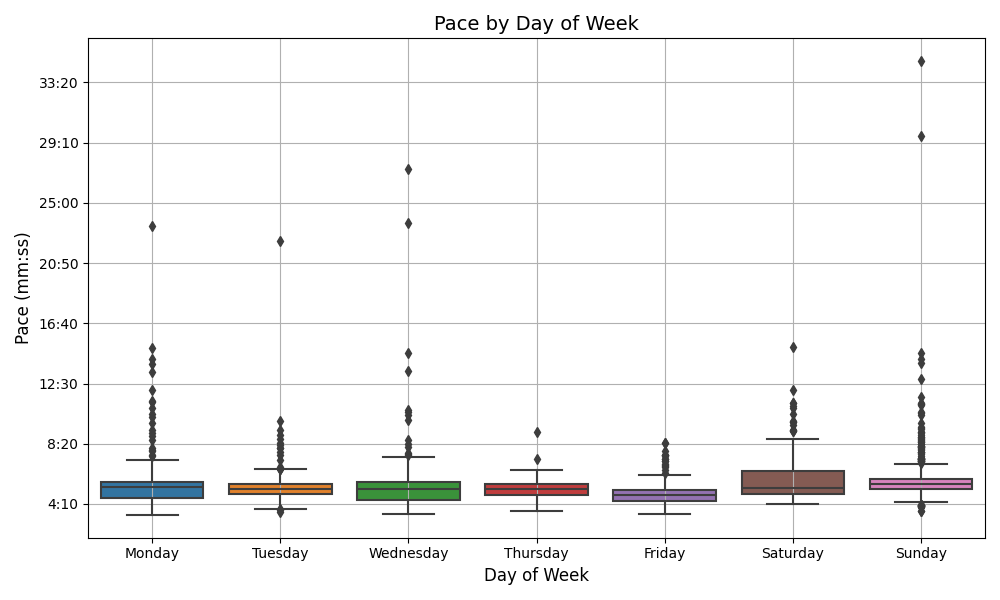 Pace by Day of Week
Pace (mm:ss)
33:20
29:10
25:00
20:50
16:40
12:30
8:20
4:10
Monday Tuesday Wednesday Thursday Friday Saturday Sunday
Day of Week